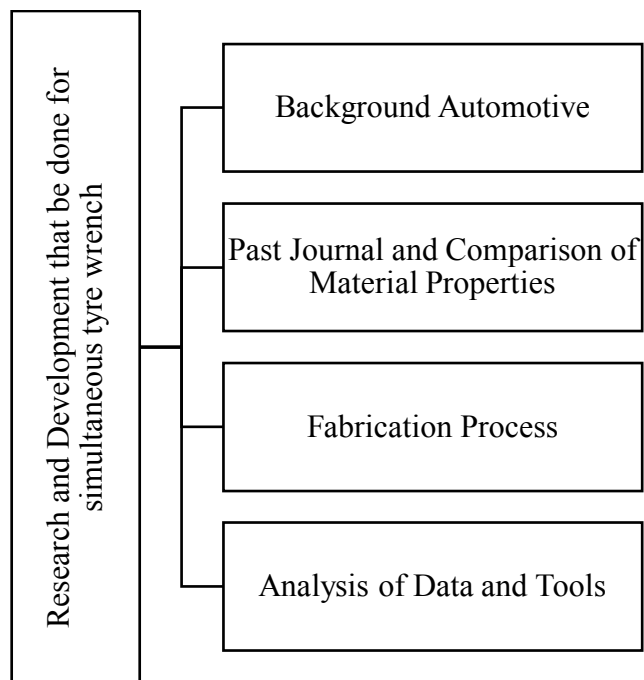 Research and Development that be done for
simultaneous tyre wrench
Background Automotive
Past Journal and Comparison of
Material Properties
Fabrication Process
Analysis of Data and Tools